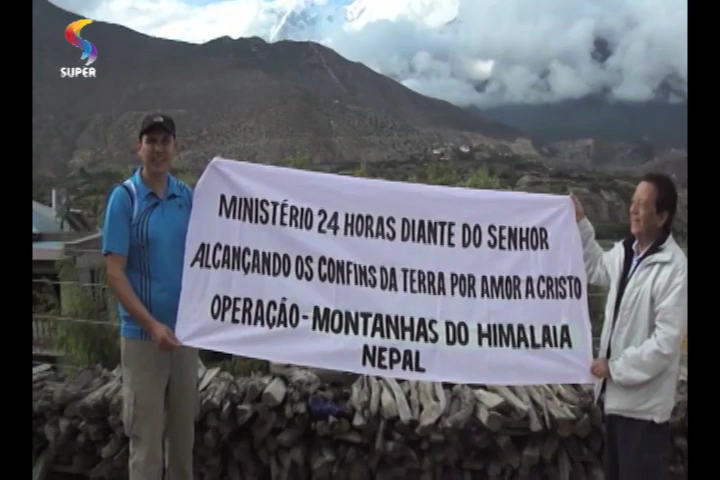 SUPER
MINISTÉRIO 24 HORAS DIANTE DO SENHOR
ALCANÇANDO OS CONFINS DA TERRA POR AMOR A CRISTO
OPERAÇÃO - MONTANHAS DO HIMALAIA
NEPAL